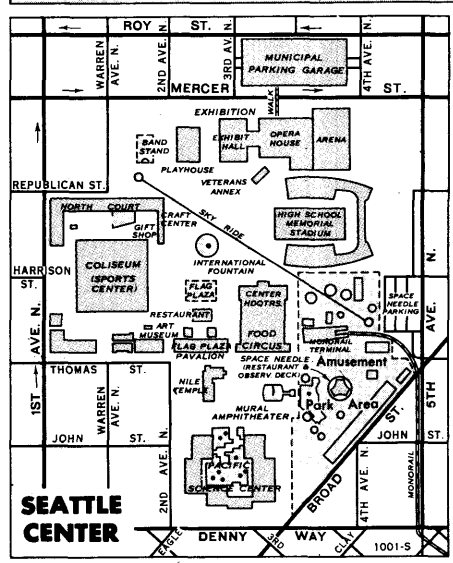 ROY ST.
WARREN AVE. N.
2ND AVE. N.
3RD AV. N.
MUNICIPAL
PARKING GARAGE
4TH AVE. N.
MERCER ST.
WALK
EXHIBITION
BAND
STAND
PLAYHOUSE
EXHIBIT
HALL
OPERA
HOUSE
ARENA
VETERANS
ANNEX
REPUBLICAN ST.
NORTH COURT
CRAFT
CENTER
GIFT
SHOP
SKY RIDE
HIGH SCHOOL
MEMORIAL
STADIUM
INTERNATIONAL
FOUNTAIN
HARRISON
ST.
COLISEUM
(SPORTS
CENTER)
FLAG
PLAZA
CENTER
HDQTRS.
SPACE
NEEDLE
PARKING
RESTAURANT
ART
MUSEUM
FOOD
CIRCUS
FLAG PLAZA
PAVALION
MONORAIL
TERMINAL
Amusement
Park Area
SPACE NEEDLE
(RESTAURANT &
OBSERV. DECK)
THOMAS ST.
NILE
TEMPLE
MURAL
AMPHITHEATER
1ST AVE. N.
WARREN AVE. N.
5TH AVE. N.
JOHN ST.
JOHN ST.
2ND AVE. N.
PACIFIC
SCIENCE CENTER
BROAD ST.
4TH AVE. N.
MONORAIL
SEATTLE
CENTER
EAGLE
DENNY WAY
3RD
CLAY
1001-S